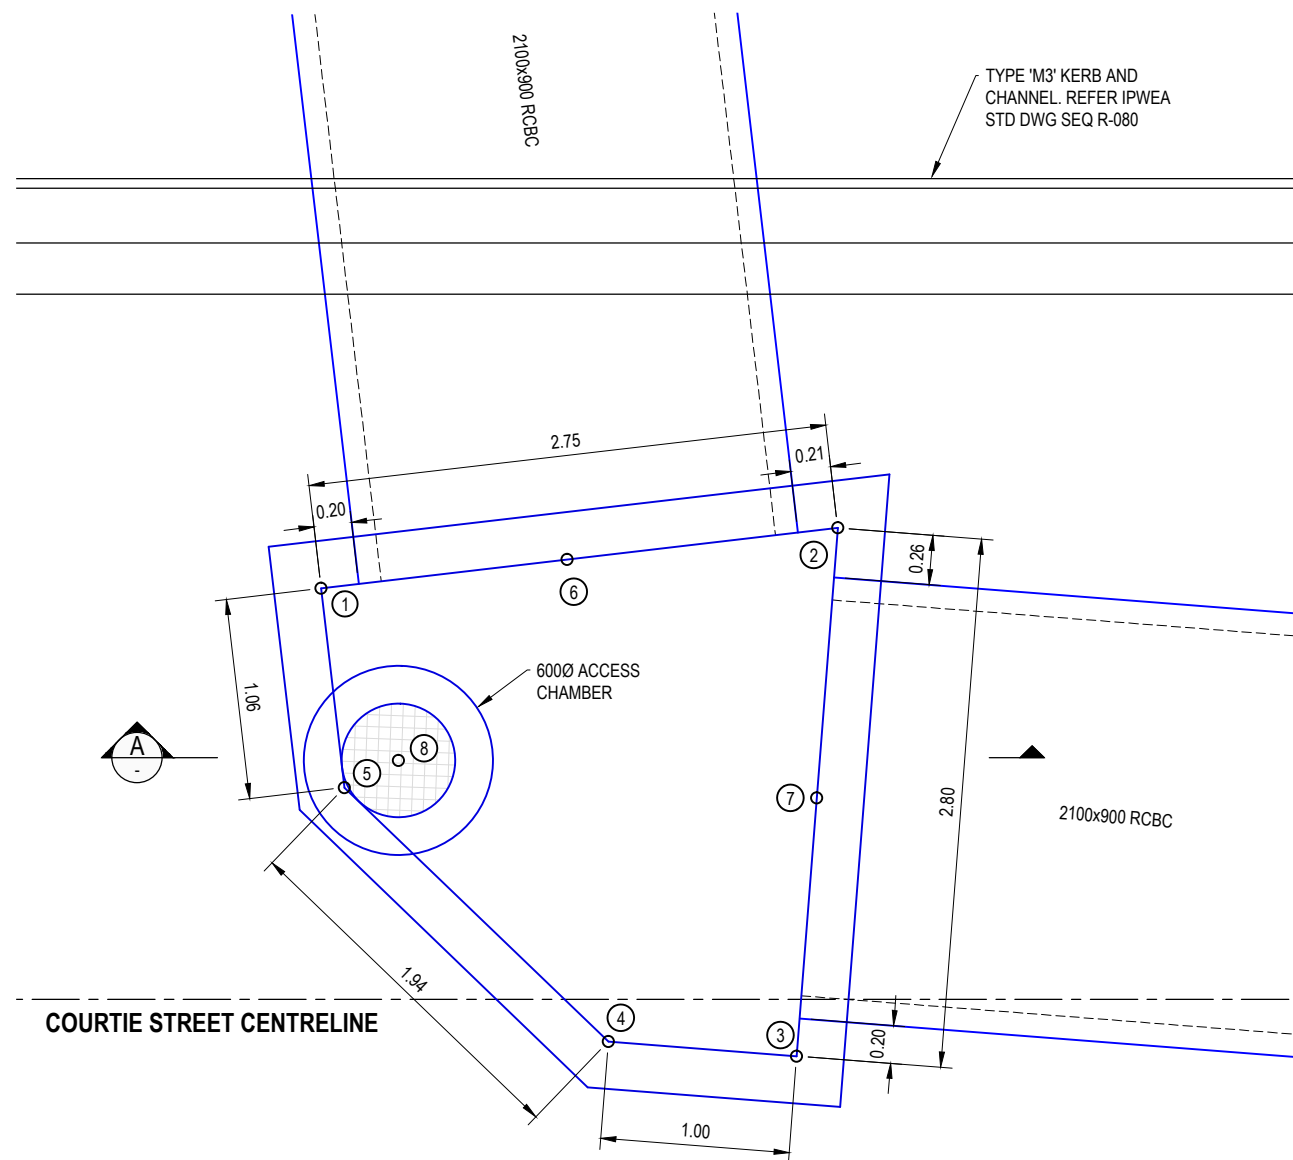 2100x900 RCBC
TYPE 'M3' KERB AND
CHANNEL. REFER IPWEA
STD DWG SEQ R-080
2.75
0.21
0.20
2
0.26
1
6
600Ø ACCESS
CHAMBER
1.06
A
-
8
5
7
2.80
2100x900 RCBC
1.94
COURTIE STREET CENTRELINE
4
3
0.20
1.00